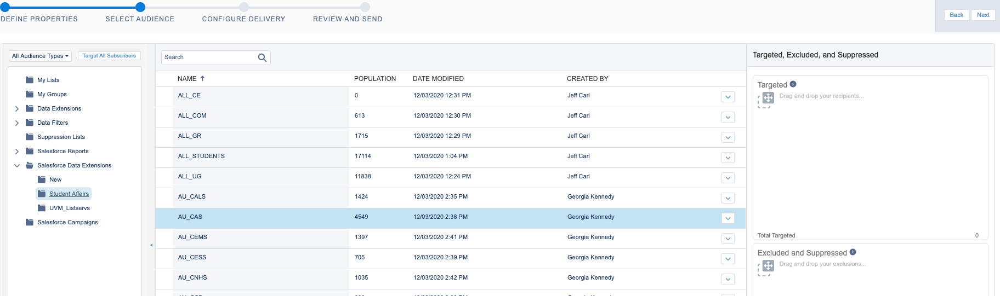 DEFINE PROPERTIES SELECT AUDIENCE CONFIGURE DELIVERY REVIEW AND SEND
Back Next
All Audience Types Target All Subscribers
My Lists
My Groups
Data Extensions
Data Filters
Suppression Lists
Salesforce Reports
Salesforce Data Extensions
New
Student Affairs
UVM_Listservs
Salesforce Campaigns
Search
NAME POPULATION DATE MODIFIED CREATED BY
ALL_CE 0 12/03/2020 12:31 PM Jeff Carl
ALL_COM 613 12/03/2020 12:30 PM Jeff Carl
ALL_GR 1715 12/03/2020 12:29 PM Jeff Carl
ALL_STUDENTS 17114 12/03/2020 1:04 PM Jeff Carl
ALL_UG 11838 12/03/2020 12:24 PM Jeff Carl
AU_CALS 1424 12/03/2020 2:35 PM Georgia Kennedy
AU_CAS 4549 12/03/2020 2:38 PM Georgia Kennedy
AU_CEMS 1397 12/03/2020 2:41 PM Georgia Kennedy
AU_CESS 705 12/03/2020 2:39 PM Georgia Kennedy
AU_CNHS 1035 12/03/2020 2:42 PM Georgia Kennedy
Targeted, Excluded, and Suppressed
Targeted
Drag and drop your recipients...
Total Targeted 0
Excluded and Suppressed
Drag and drop your exclusions...